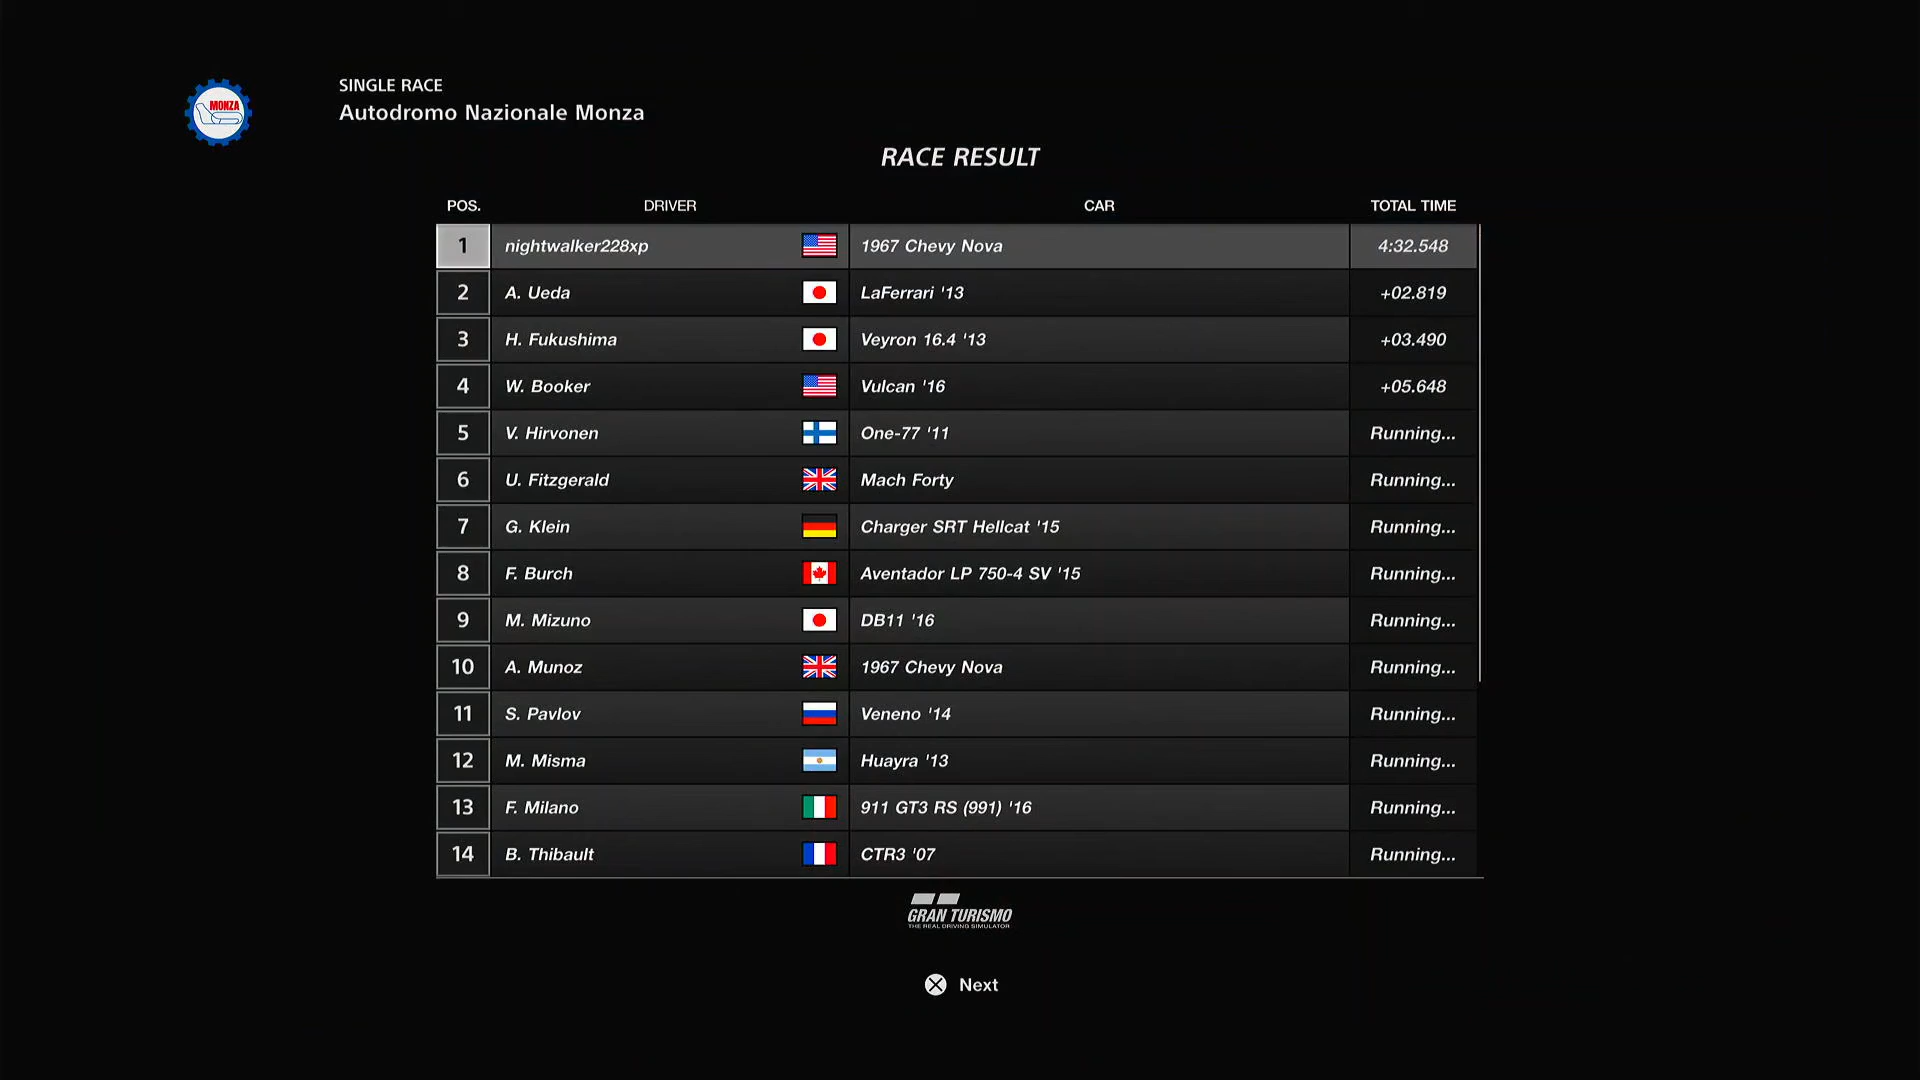 MONZA
SINGLE RACE
Autodromo Nazionale Monza
RACE RESULT
POS. DRIVER CAR TOTAL TIME
1 nightwalker228xp 1967 Chevy Nova 4:32.548
2 A. Ueda LaFerrari '13 +02.819
3 H. Fukushima Veyron 16.4 '13 +03.490
4 W. Booker Vulcan '16 +05.648
5 V. Hirvonen One-77 '11 Running...
6 U. Fitzgerald Mach Forty Running...
7 G. Klein Charger SRT Hellcat '15 Running...
8 F. Burch Aventador LP 750-4 SV '15 Running...
9 M. Mizuno DB11 '16 Running...
10 A. Munoz 1967 Chevy Nova Running...
11 S. Pavlov Veneno '14 Running...
12 M. Misma Huayra '13 Running...
13 F. Milano 911 GT3 RS (991) '16 Running...
14 B. Thibault CTR3 '07 Running...
GRAN TURISMO
THE REAL DRIVING SIMULATOR
Next